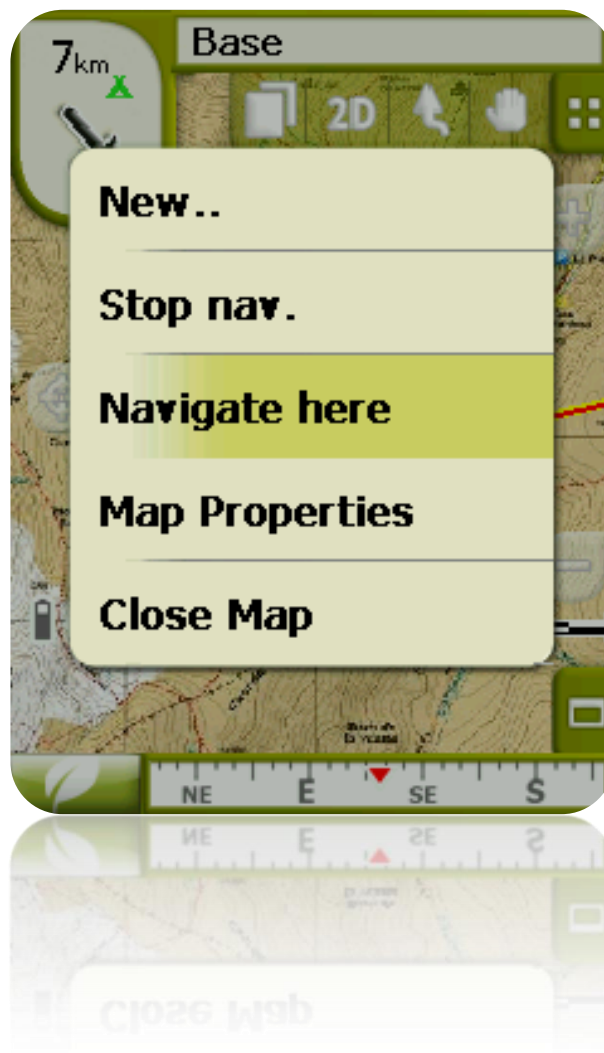 7km
Base
2D
New..
Stop nav.
Navigate here
Map Properties
Close Map
NE E SE S